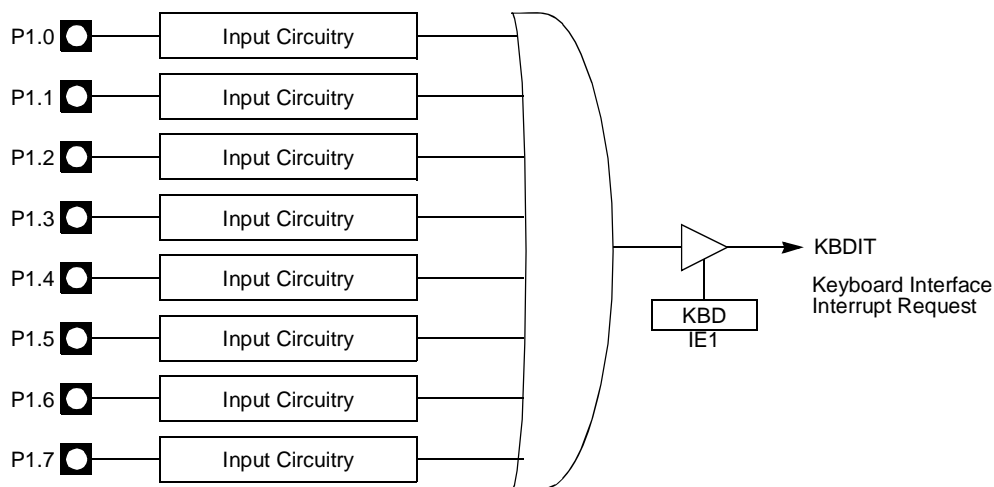 P1.0 Input Circuitry
P1.1 Input Circuitry
P1.2 Input Circuitry
P1.3 Input Circuitry
P1.4 Input Circuitry
P1.5 Input Circuitry
P1.6 Input Circuitry
P1.7 Input Circuitry
KBDIT
Keyboard Interface
Interrupt Request
KBD
IE1